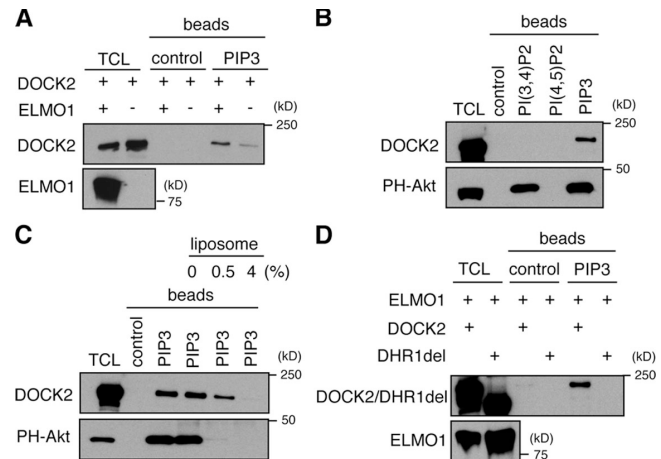 A
beads
TCL control PIP3
DOCK2 + + + + + +
ELMO1 + - + - + - (kD)
250
DOCK2
ELMO1 (kD)
75
B
beads
TCL control PI(3,4)P2 PI(4,5)P2 PIP3
(kD)
250
DOCK2
50
PH-Akt
C
liposome
0 0.5 4 (%)
beads
TCL control PIP3 PIP3 PIP3 PIP3
(kD)
250
DOCK2
50
PH-Akt
D
beads
TCL control PIP3
ELMO1 + + + + + +
DOCK2 + + +
DHR1del + + + (kD)
250
DOCK2/DHR1del
ELMO1 (kD)
75